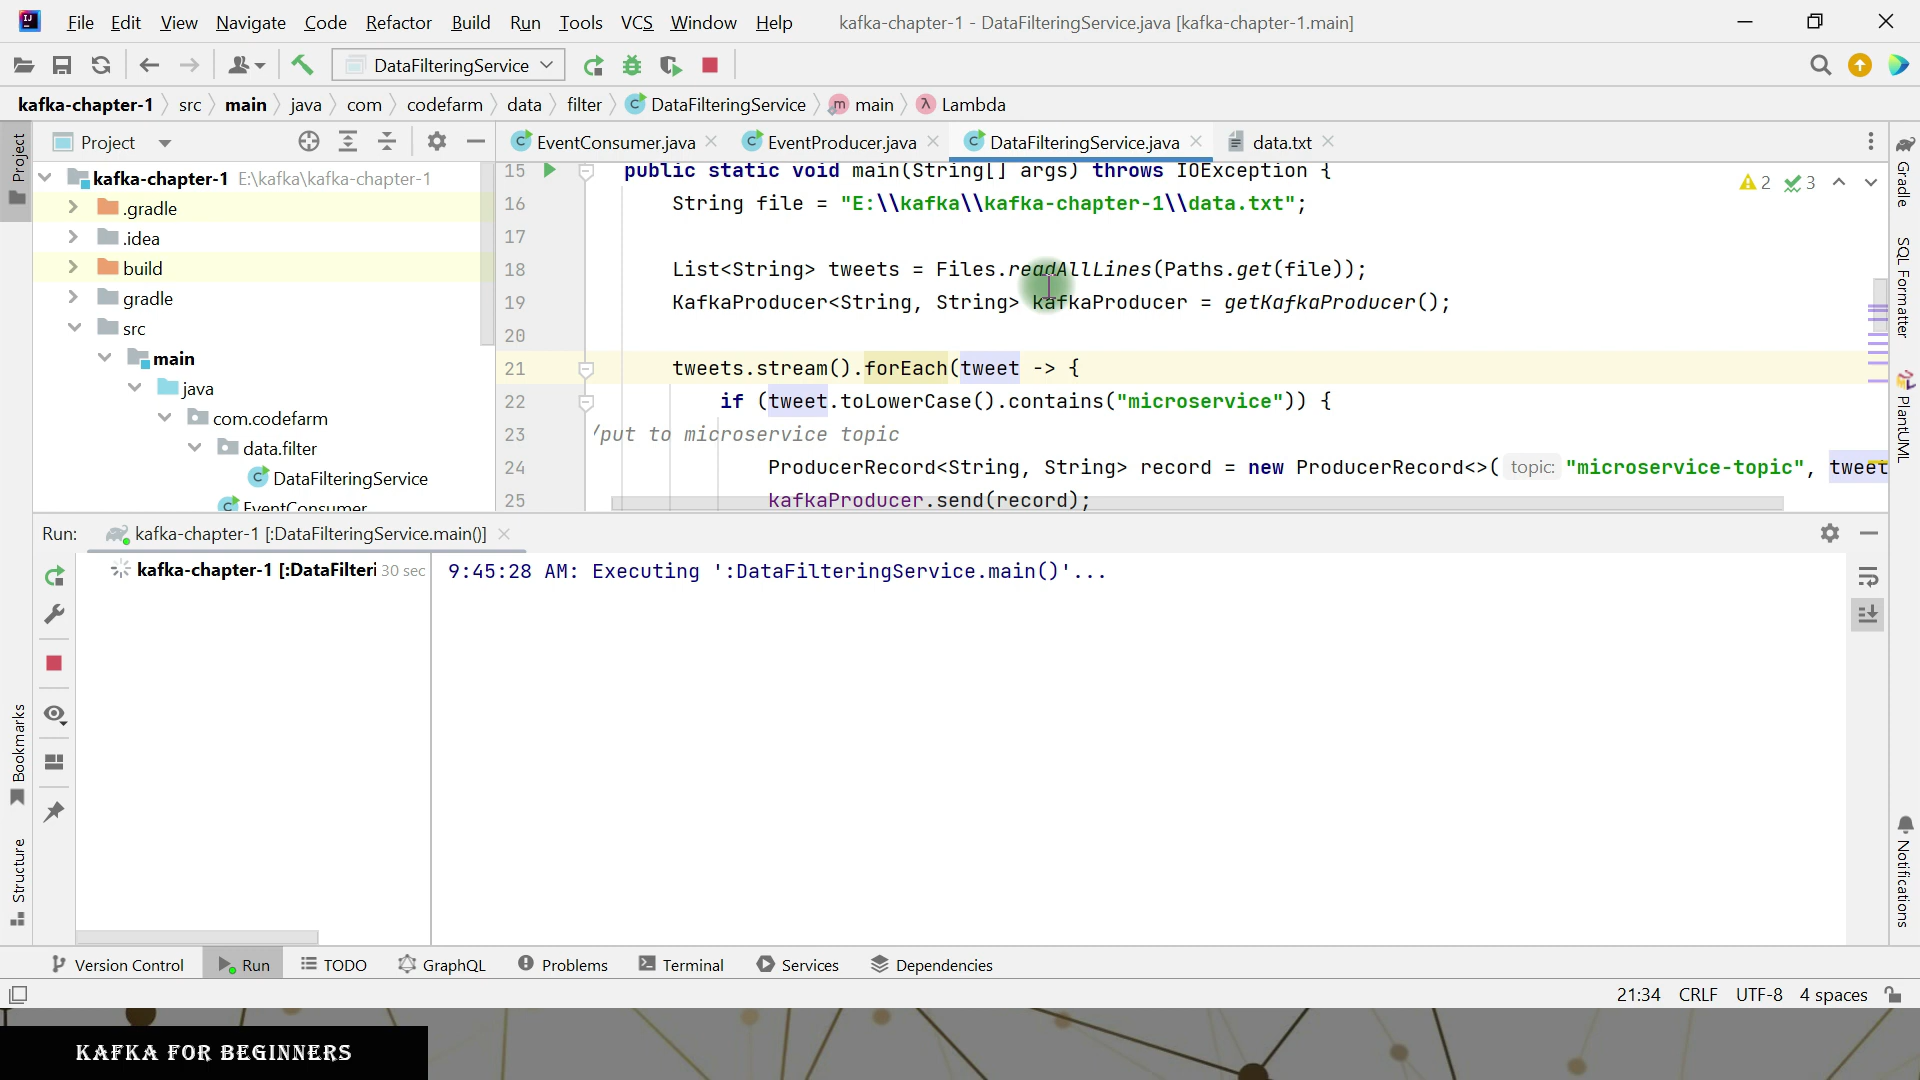 File Edit View Navigate Code Refactor Build Run Tools VCS Window Help kafka-chapter-1 - DataFilteringService.java [kafka-chapter-1.main]
DataFilteringService
kafka-chapter-1 src main java com codefarm data filter DataFilteringService main Lambda
Project
Project
EventConsumer.java
EventProducer.java
DataFilteringService.java
data.txt
kafka-chapter-1 E:\kafka\kafka-chapter-1
.gradle
.idea
build
gradle
src
main
java
com.codefarm
data.filter
DataFilteringService
EventConsumer
2 3
15 public static void main(String[] args) throws IOException {
16 String file = "E:\\kafka\\kafka-chapter-1\\data.txt";
17
18 List<String> tweets = Files.readAllLines(Paths.get(file));
19 KafkaProducer<String, String> kafkaProducer = getKafkaProducer();
20
21 tweets.stream().forEach(tweet -> {
22 if (tweet.toLowerCase().contains("microservice")) {
23 /put to microservice topic
24 ProducerRecord<String, String> record = new ProducerRecord<>( topic: "microservice-topic", tweet
25 kafkaProducer.send(record);
Gradle
SQL Formatter
PlantUML
Notifications
Run: kafka-chapter-1 [:DataFilteringService.main()]
kafka-chapter-1 [:DataFilteri 30 sec
9:45:28 AM: Executing ':DataFilteringService.main()'...
Bookmarks
Structure
Version Control Run TODO GraphQL Problems Terminal Services Dependencies
21:34 CRLF UTF-8 4 spaces
KAFKA FOR BEGINNERS